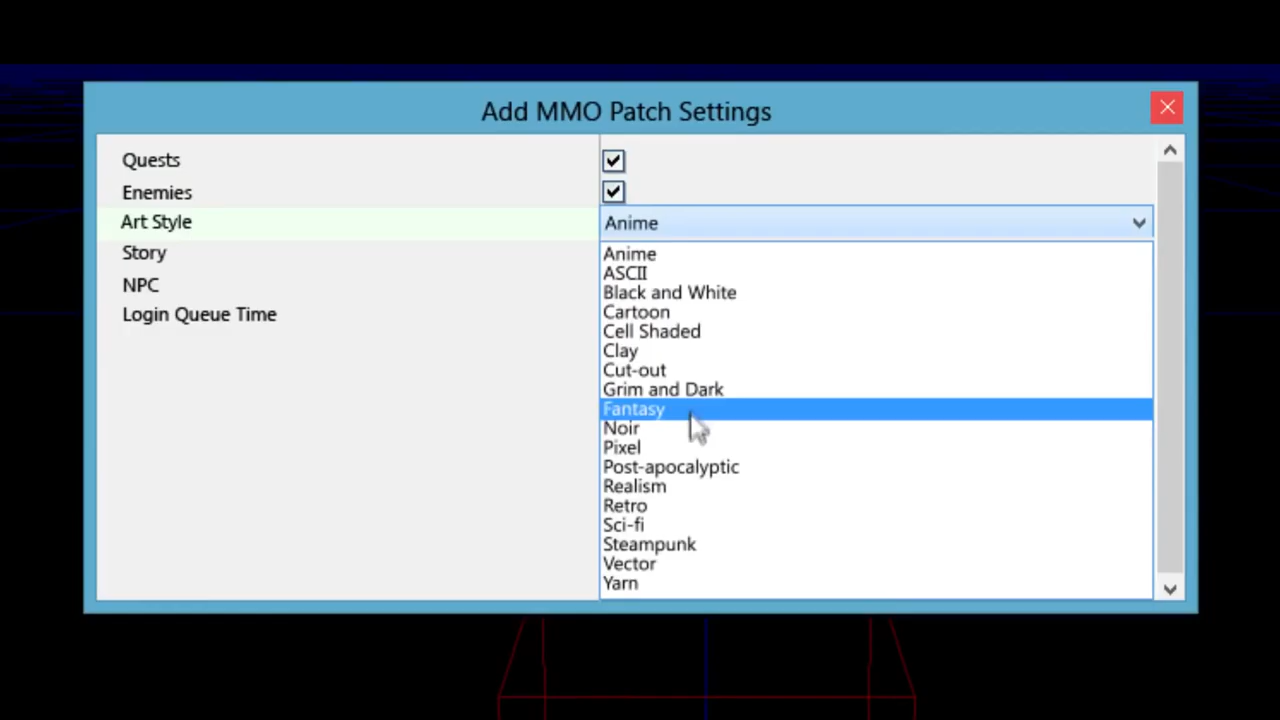 Add MMO Patch Settings
Quests
Enemies
Art Style
Anime
Story
Anime
NPC
ASCII
Login Queue Time
Black and White
Cartoon
Cell Shaded
Clay
Cut-out
Grim and Dark
Fantasy
Noir
Pixel
Post-apocalyptic
Realism
Retro
Sci-fi
Steampunk
Vector
Yarn